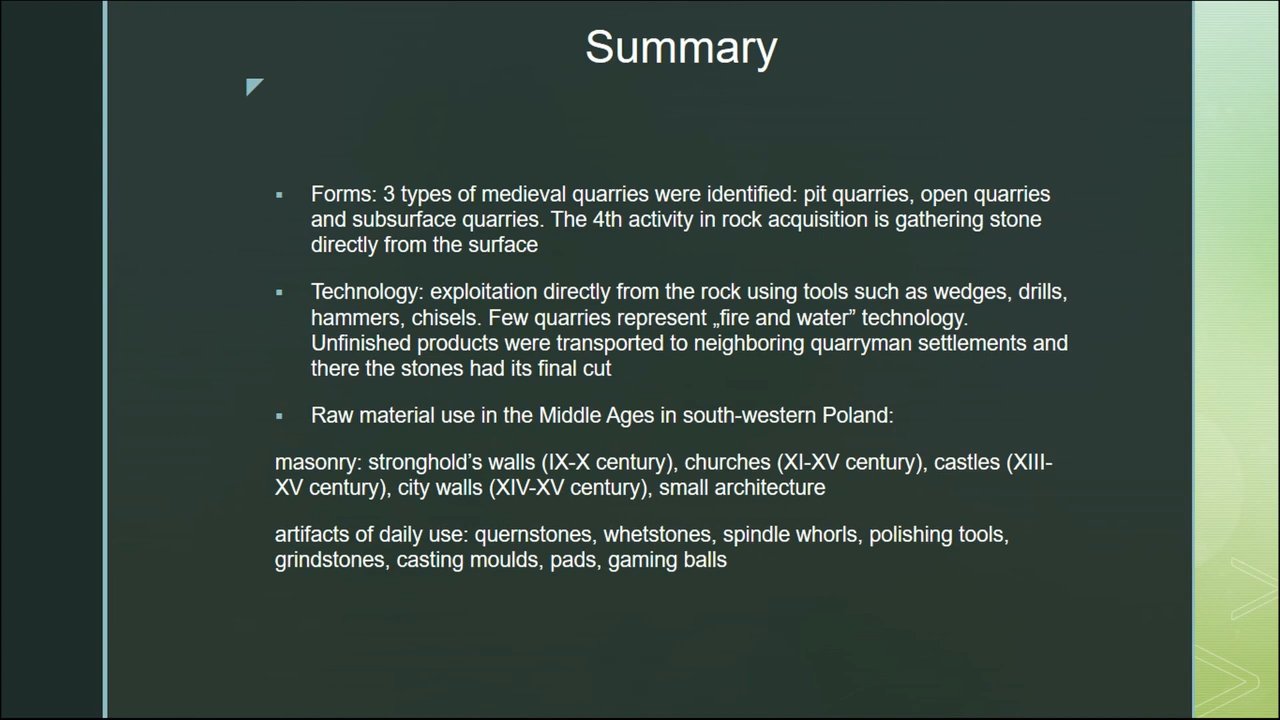 Summary
▪ Forms: 3 types of medieval quarries were identified: pit quarries, open quarries
and subsurface quarries. The 4th activity in rock acquisition is gathering stone
directly from the surface
▪ Technology: exploitation directly from the rock using tools such as wedges, drills,
hammers, chisels. Few quarries represent „fire and water” technology.
Unfinished products were transported to neighboring quarryman settlements and
there the stones had its final cut
▪ Raw material use in the Middle Ages in south-western Poland:
masonry: stronghold’s walls (IX-X century), churches (XI-XV century), castles (XIII-
XV century), city walls (XIV-XV century), small architecture
artifacts of daily use: quernstones, whetstones, spindle whorls, polishing tools,
grindstones, casting moulds, pads, gaming balls